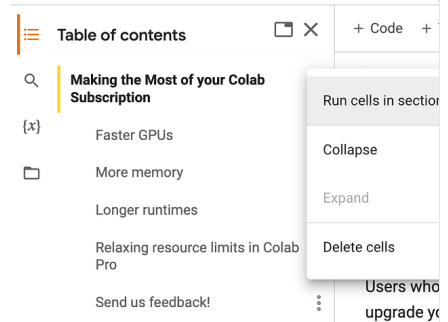 Table of contents
+ Code +
Making the Most of your Colab
Subscription
Run cells in section
{x}
Faster GPUs
Collapse
More memory
Expand
Longer runtimes
Relaxing resource limits in Colab
Pro
Delete cells
Users who
Send us feedback!
upgrade yo